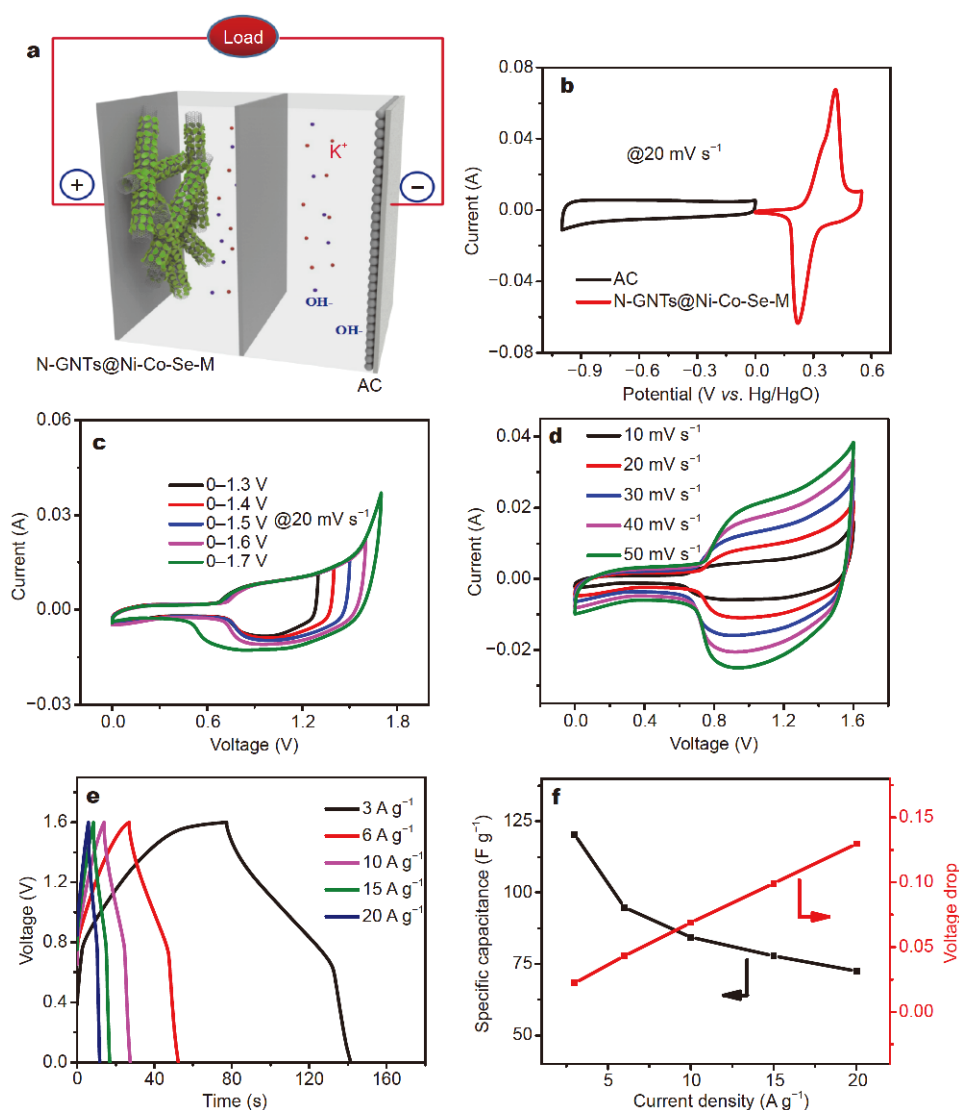 a
Load
K⁺
+
−
OH-
OH-
N-GNTs@Ni-Co-Se-M
AC
b
@20 mV s⁻¹
AC
N-GNTs@Ni-Co-Se-M
0.08
0.04
0.00
−0.04
−0.08
Current (A)
−0.9
−0.6
−0.3
0.0
0.3
0.6
Potential (V vs. Hg/HgO)
c
0–1.3 V
0–1.4 V
0–1.5 V
0–1.6 V
0–1.7 V
@20 mV s⁻¹
0.06
0.03
0.00
−0.03
Current (A)
0.0
0.6
1.2
1.8
Voltage (V)
d
10 mV s⁻¹
20 mV s⁻¹
30 mV s⁻¹
40 mV s⁻¹
50 mV s⁻¹
0.04
0.02
0.00
−0.02
Current (A)
0.0
0.4
0.8
1.2
1.6
Voltage (V)
e
3 A g⁻¹
6 A g⁻¹
10 A g⁻¹
15 A g⁻¹
20 A g⁻¹
1.6
1.2
0.8
0.4
0.0
Voltage (V)
0
40
80
120
160
Time (s)
f
125
100
75
50
Specific capacitance (F g⁻¹)
0.15
0.10
0.05
0.00
Voltage drop
5
10
15
20
Current density (A g⁻¹)